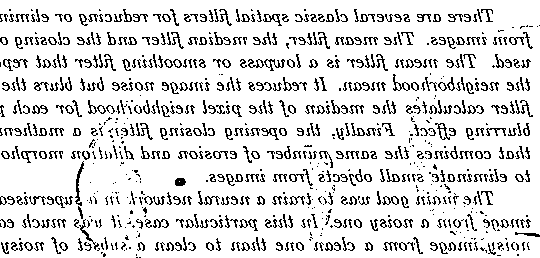 There are several classic spatial filters for reducing or elimin
from images. The mean filter, the median filter and the closing o
used. The mean filter is a lowpass or smoothing filter that repl
the neighborhood mean. It reduces the image noise but blurs the
filter calculates the median of the pixel neighborhood for each p
blurring effect. Finally, the opening closing filter is a mathem
that combines the same number of erosion and dilation morpho
to eliminate small objects from images.
The main goal was to train a neural network in a supervised
image from a noisy one. In this particular case, it was much ea
noisy image from a clean one than to clean a subset of noisy